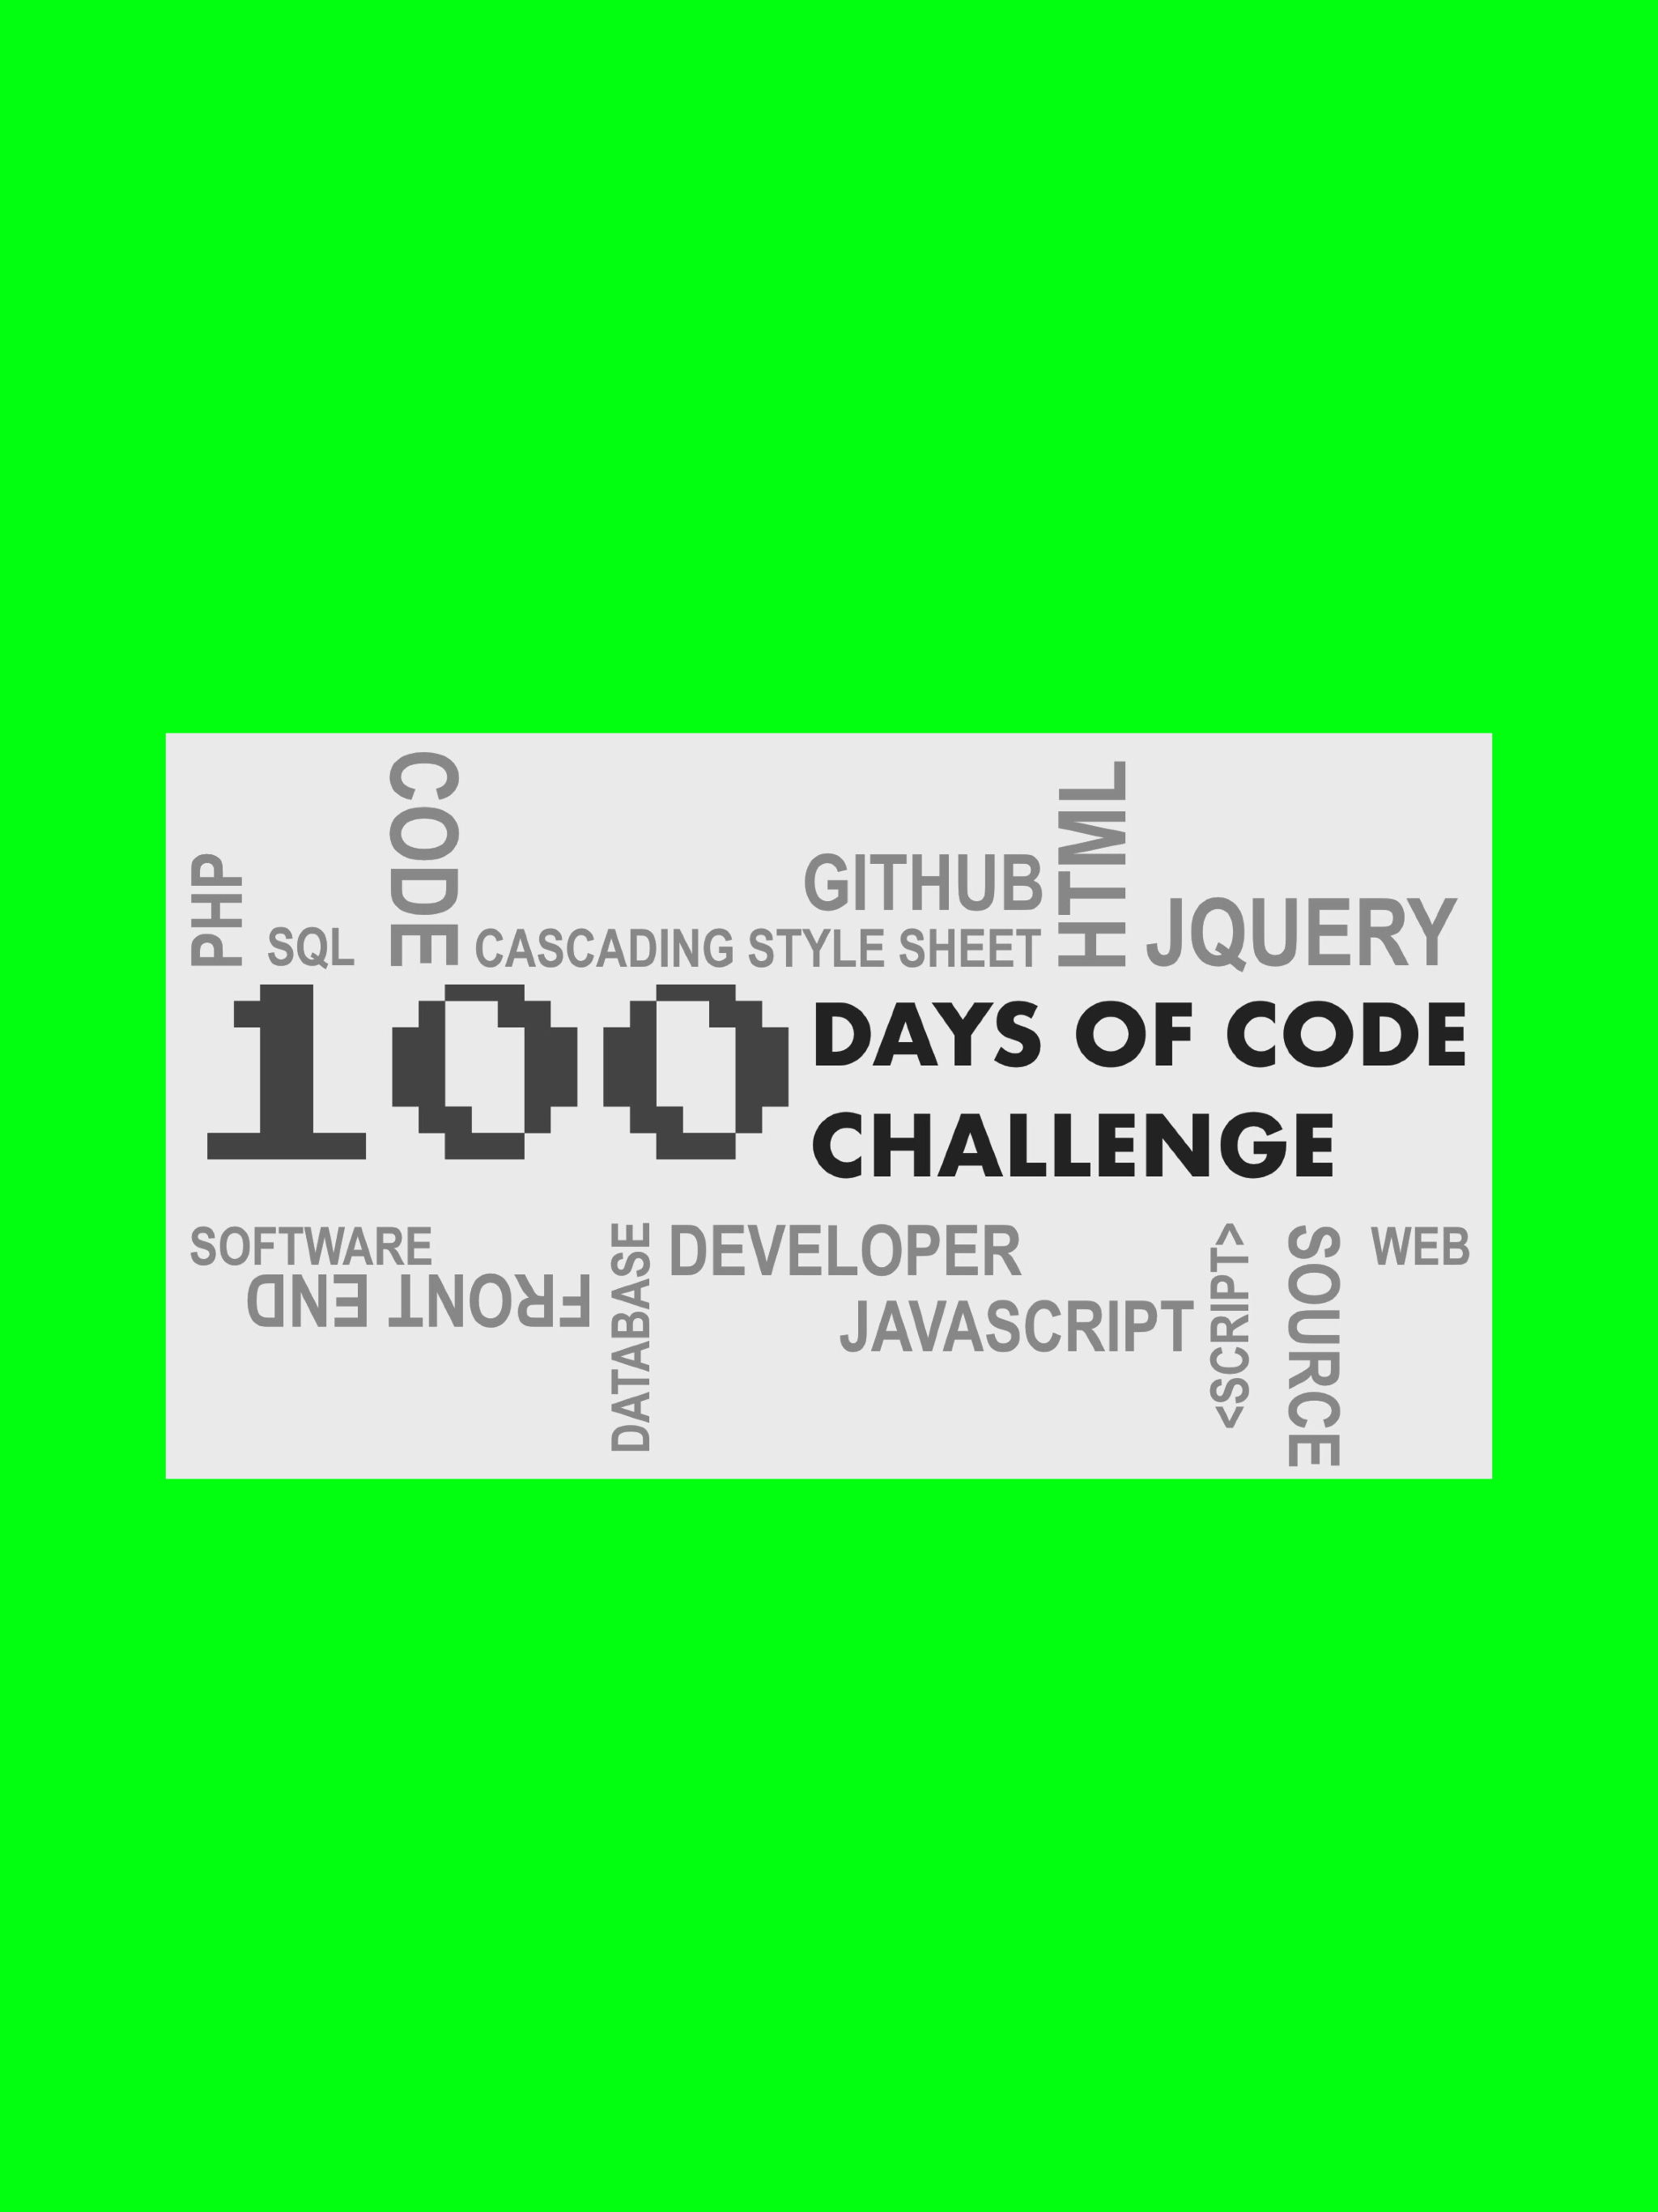 PHP
SQL
CODE
CASCADING STYLE SHEET
GITHUB
HTML
JQUERY
100
DAYS OF CODE
CHALLENGE
SOFTWARE
FRONT END
DATABASE
DEVELOPER
JAVASCRIPT
<SCRIPT>
SOURCE
WEB